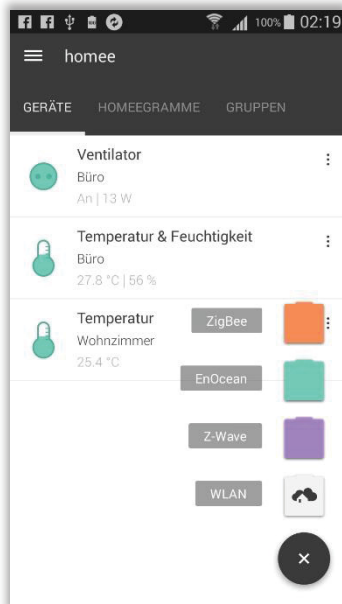 100% 02:19
homee
GERÄTE HOMEEGRAMME GRUPPEN
Ventilator
Büro
An | 13 W
Temperatur & Feuchtigkeit
Büro
27.8 °C | 56 %
Temperatur
Wohnzimmer
25.4 °C
ZigBee
EnOcean
Z-Wave
WLAN